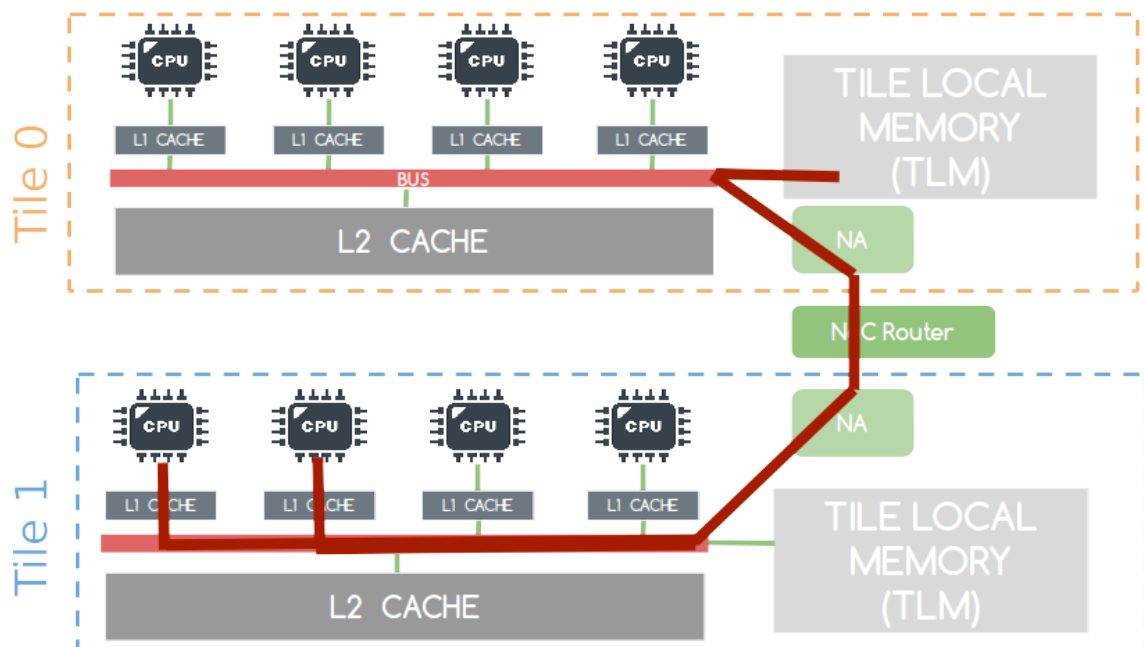 Tile 0
CPU
CPU
CPU
CPU
L1 CACHE
L1 CACHE
L1 CACHE
L1 CACHE
BUS
L2 CACHE
TILE LOCAL
MEMORY
(TLM)
NA
NoC Router
Tile 1
CPU
CPU
CPU
CPU
L1 CACHE
L1 CACHE
L1 CACHE
L1 CACHE
L2 CACHE
NA
TILE LOCAL
MEMORY
(TLM)